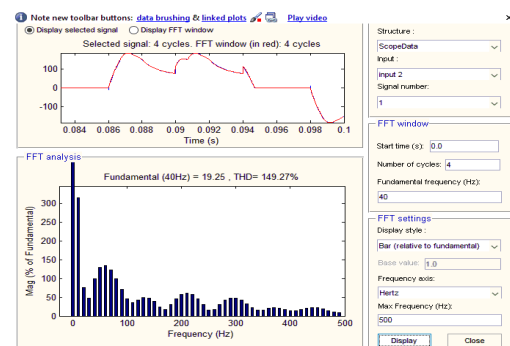 Note new toolbar buttons: data brushing & linked plots Play video
Display selected signal Display FFT window
Selected signal: 4 cycles. FFT window (in red): 4 cycles
100
0
-100
0.084 0.086 0.088 0.09 0.092 0.094 0.096 0.098 0.1
Time (s)
FFT analysis
Fundamental (40Hz) = 19.25 , THD= 149.27%
Mag (% of Fundamental)
300
250
200
150
100
50
0
0 100 200 300 400 500
Frequency (Hz)
Structure :
ScopeData
Input :
input 2
Signal number:
1
FFT window
Start time (s): 0.0
Number of cycles: 4
Fundamental frequency (Hz):
40
FFT settings
Display style :
Bar (relative to fundamental)
Base value: 1.0
Frequency axis:
Hertz
Max Frequency (Hz):
500
Display Close